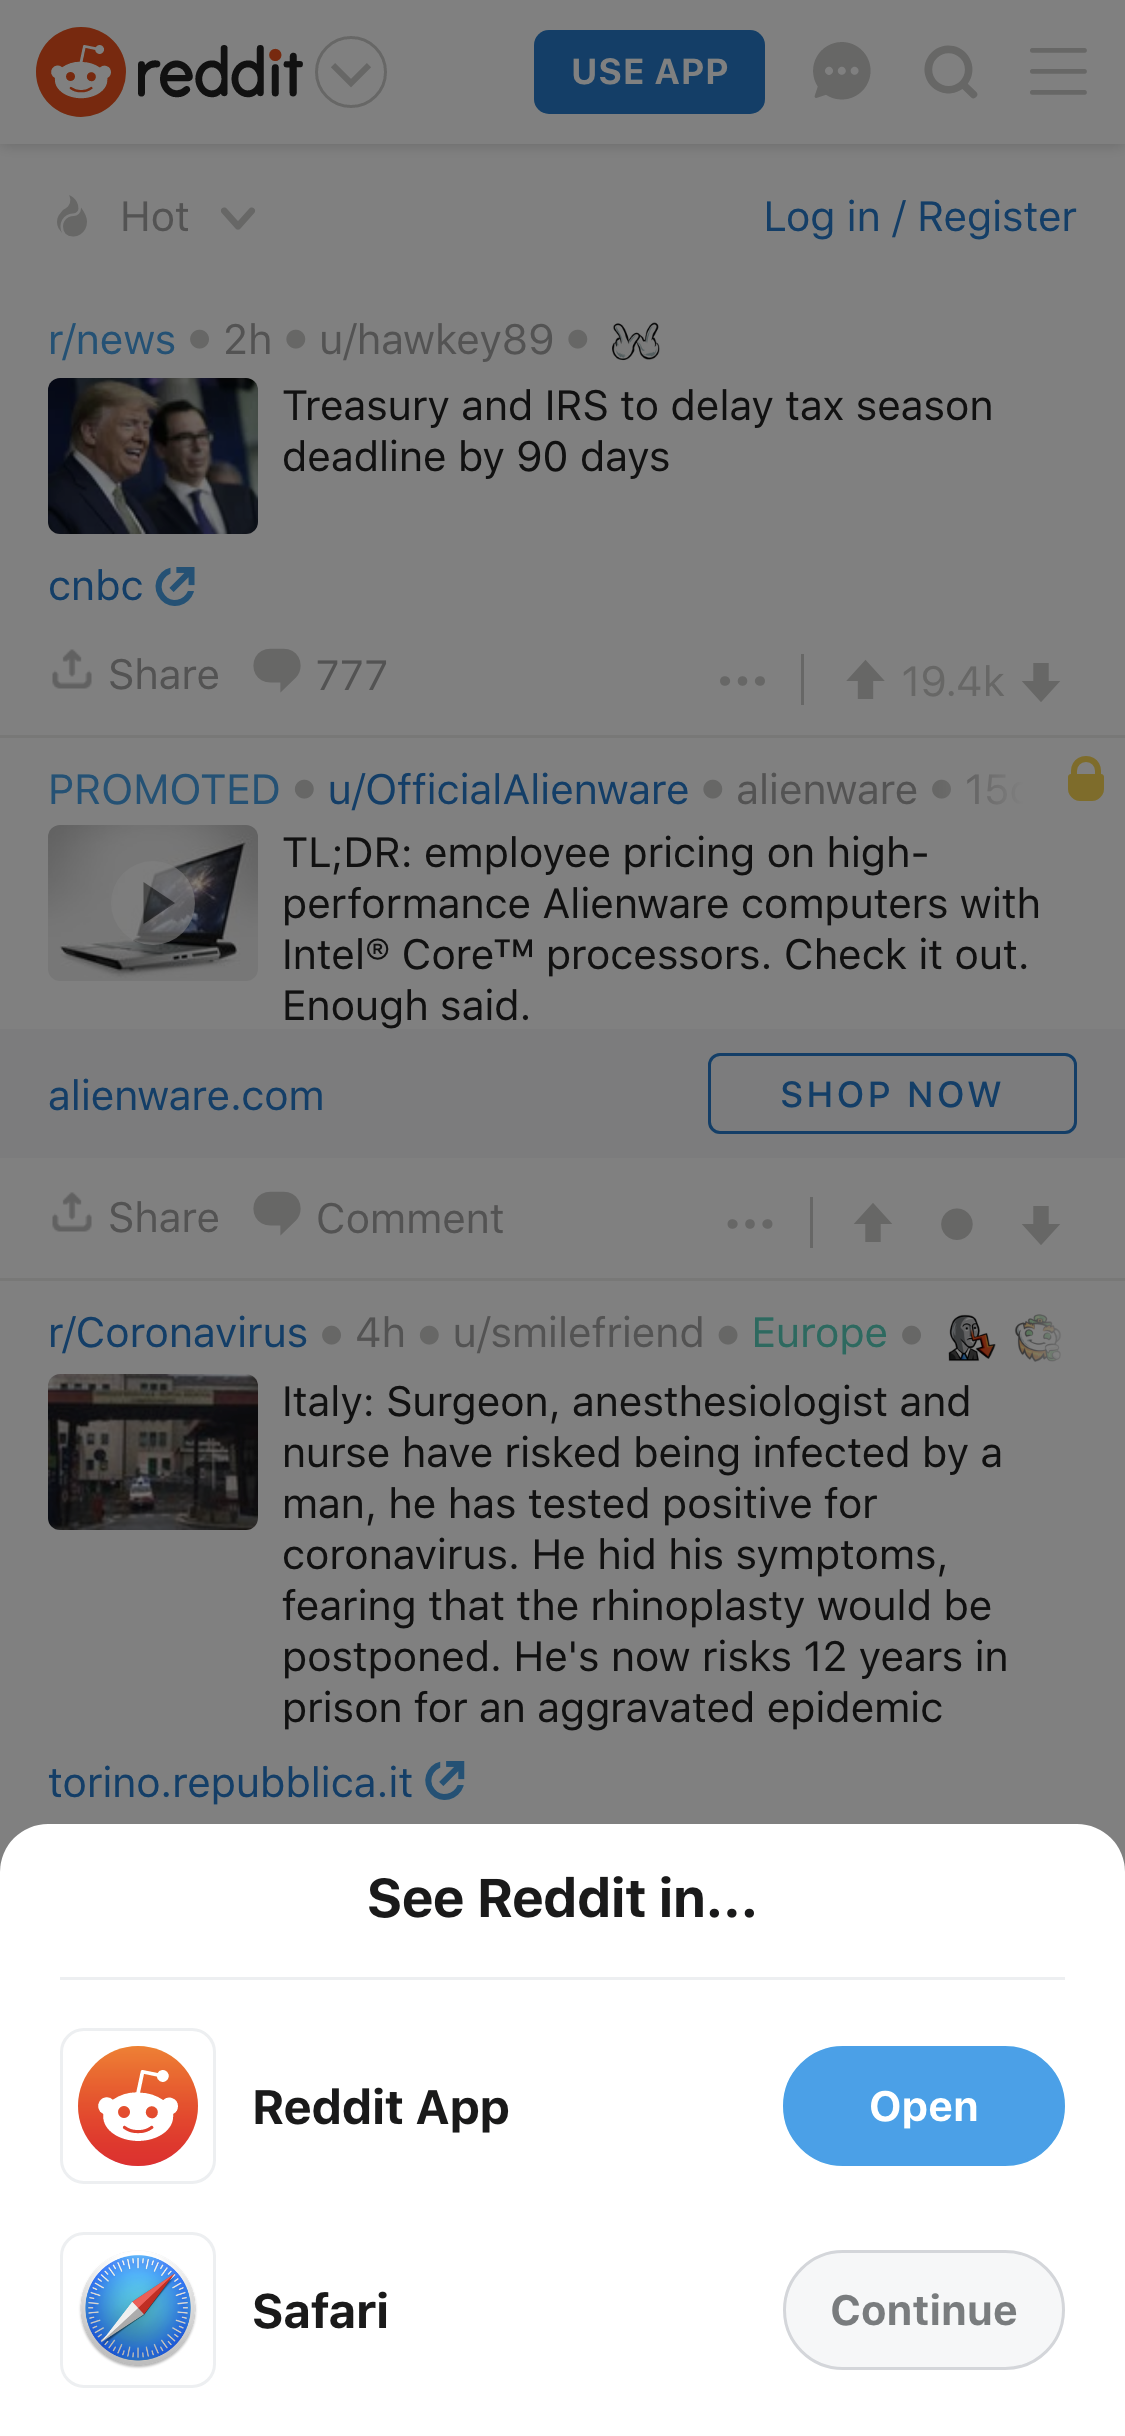 reddit
USE APP
Hot
Log in / Register
r/news • 2h • u/hawkey89 •
Treasury and IRS to delay tax season
deadline by 90 days
cnbc
Share 777 ... 19.4k
PROMOTED • u/OfficialAlienware • alienware •
TL;DR: employee pricing on high-
performance Alienware computers with
Intel® Core™ processors. Check it out.
Enough said.
alienware.com
SHOP NOW
Share Comment ...
r/Coronavirus • 4h • u/smilefriend • Europe •
Italy: Surgeon, anesthesiologist and
nurse have risked being infected by a
man, he has tested positive for
coronavirus. He hid his symptoms,
fearing that the rhinoplasty would be
postponed. He's now risks 12 years in
prison for an aggravated epidemic
torino.repubblica.it
See Reddit in...
Reddit App
Open
Safari
Continue